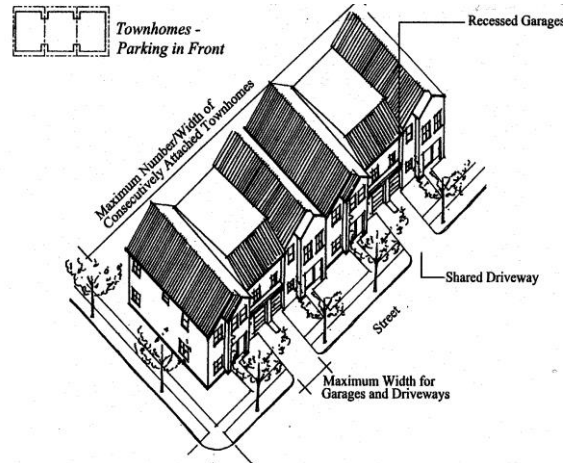 Townhomes -
Parking in Front
Recessed Garages
Maximum Number/Width of
Consecutively Attached Townhomes
Shared Driveway
Street
Maximum Width for
Garages and Driveways